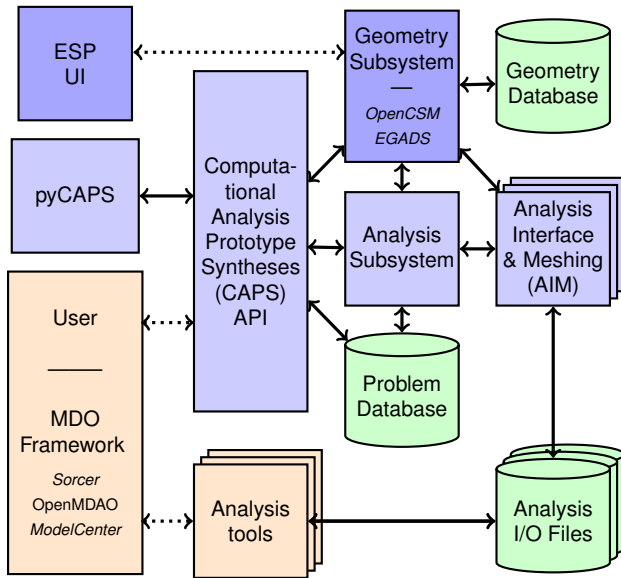 ESP
UI
Geometry
Subsystem
—
OpenCSM
EGADS
Geometry
Database
pyCAPS
Computa-
tional
Analysis
Prototype
Syntheses
(CAPS)
API
Analysis
Subsystem
Analysis
Interface
& Meshing
(AIM)
User
MDO
Framework
Sorcer
OpenMDAO
ModelCenter
Problem
Database
Analysis
tools
Analysis
I/O Files